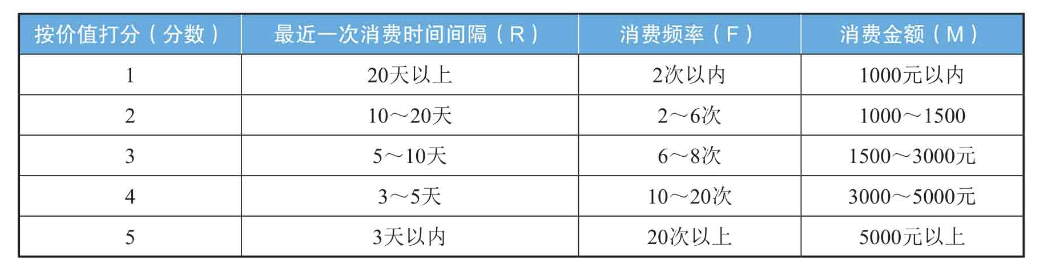 按价值打分（分数） 最近一次消费时间间隔（R） 消费频率（F） 消费金额（M）
1 20天以上 2次以内 1000元以内
2 10～20天 2～6次 1000～1500
3 5～10天 6～8次 1500～3000元
4 3～5天 10～20次 3000～5000元
5 3天以内 20次以上 5000元以上